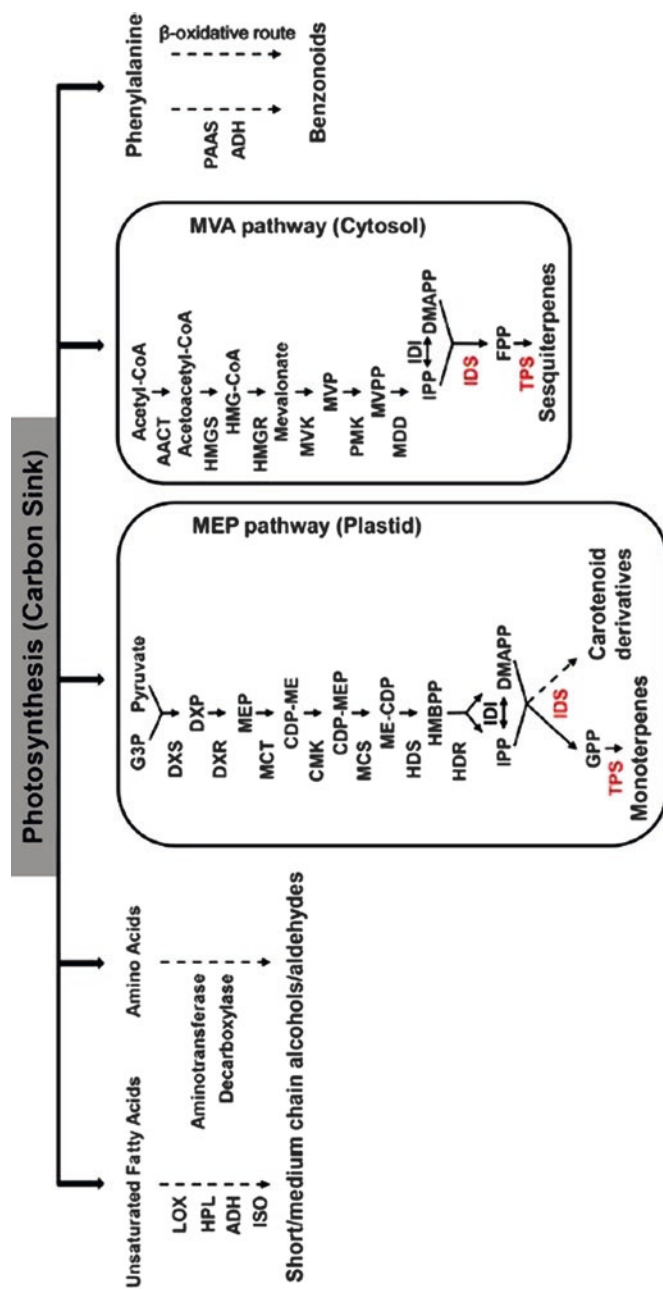 Photosynthesis (Carbon Sink)
Unsaturated Fatty Acids
LOX
HPL
ADH
ISO
Amino Acids
Aminotransferase
Decarboxylase
Short/medium chain alcohols/aldehydes
MEP pathway (Plastid)
G3P Pyruvate
DXS
DXP
DXR
MEP
MCT
CDP-ME
CMK
CDP-MEP
MCS
ME-CDP
HDS
HMBPP
HDR
IDI
IPP DMAPP
IDS
GPP
TPS
Monoterpenes
Carotenoid
derivatives
MVA pathway (Cytosol)
Acetyl-CoA
AACT
Acetoacetyl-CoA
HMGS
HMG-CoA
HMGR
Mevalonate
MVK
MVP
PMK
MVPP
MDD
IDI
IPP DMAPP
IDS
FPP
TPS
Sesquiterpenes
Phenylalanine
PAAS
ADH
β-oxidative route
Benzonoids